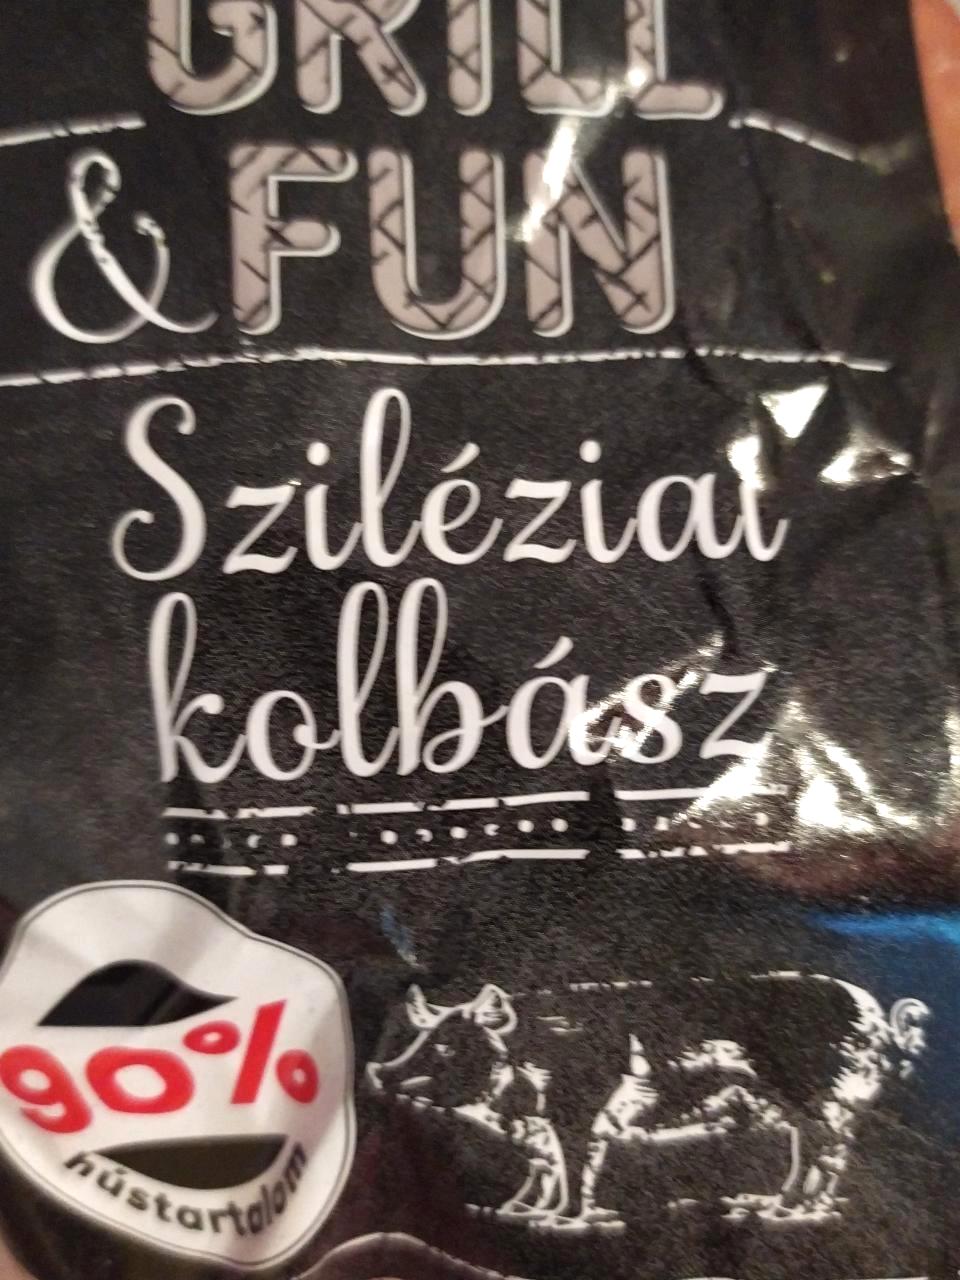 GRILL
& FUN
Sziléziai
kolbász
90%
hústartalom